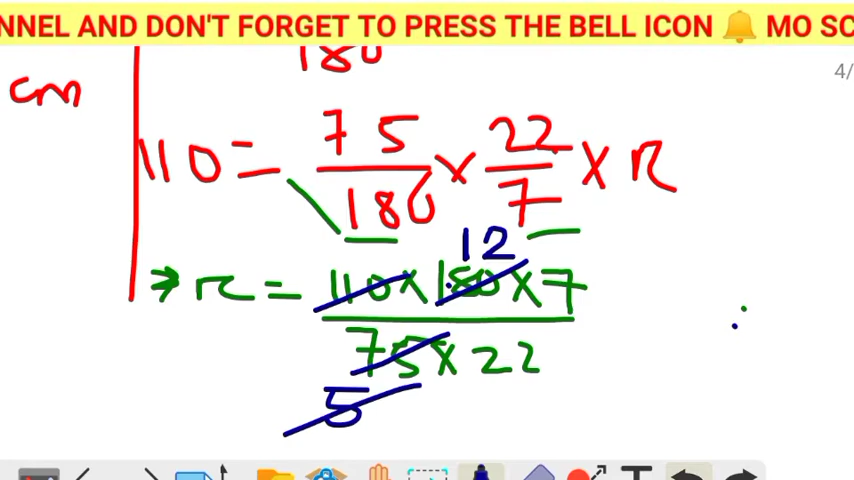 NNEL AND DON'T FORGET TO PRESS THE BELL ICON 🔔 MO SC
180
cm
4/
110 = 75/180 × 22/7 × R
12
⇒ r = 110 × 180 × 7 / 75 × 22
5